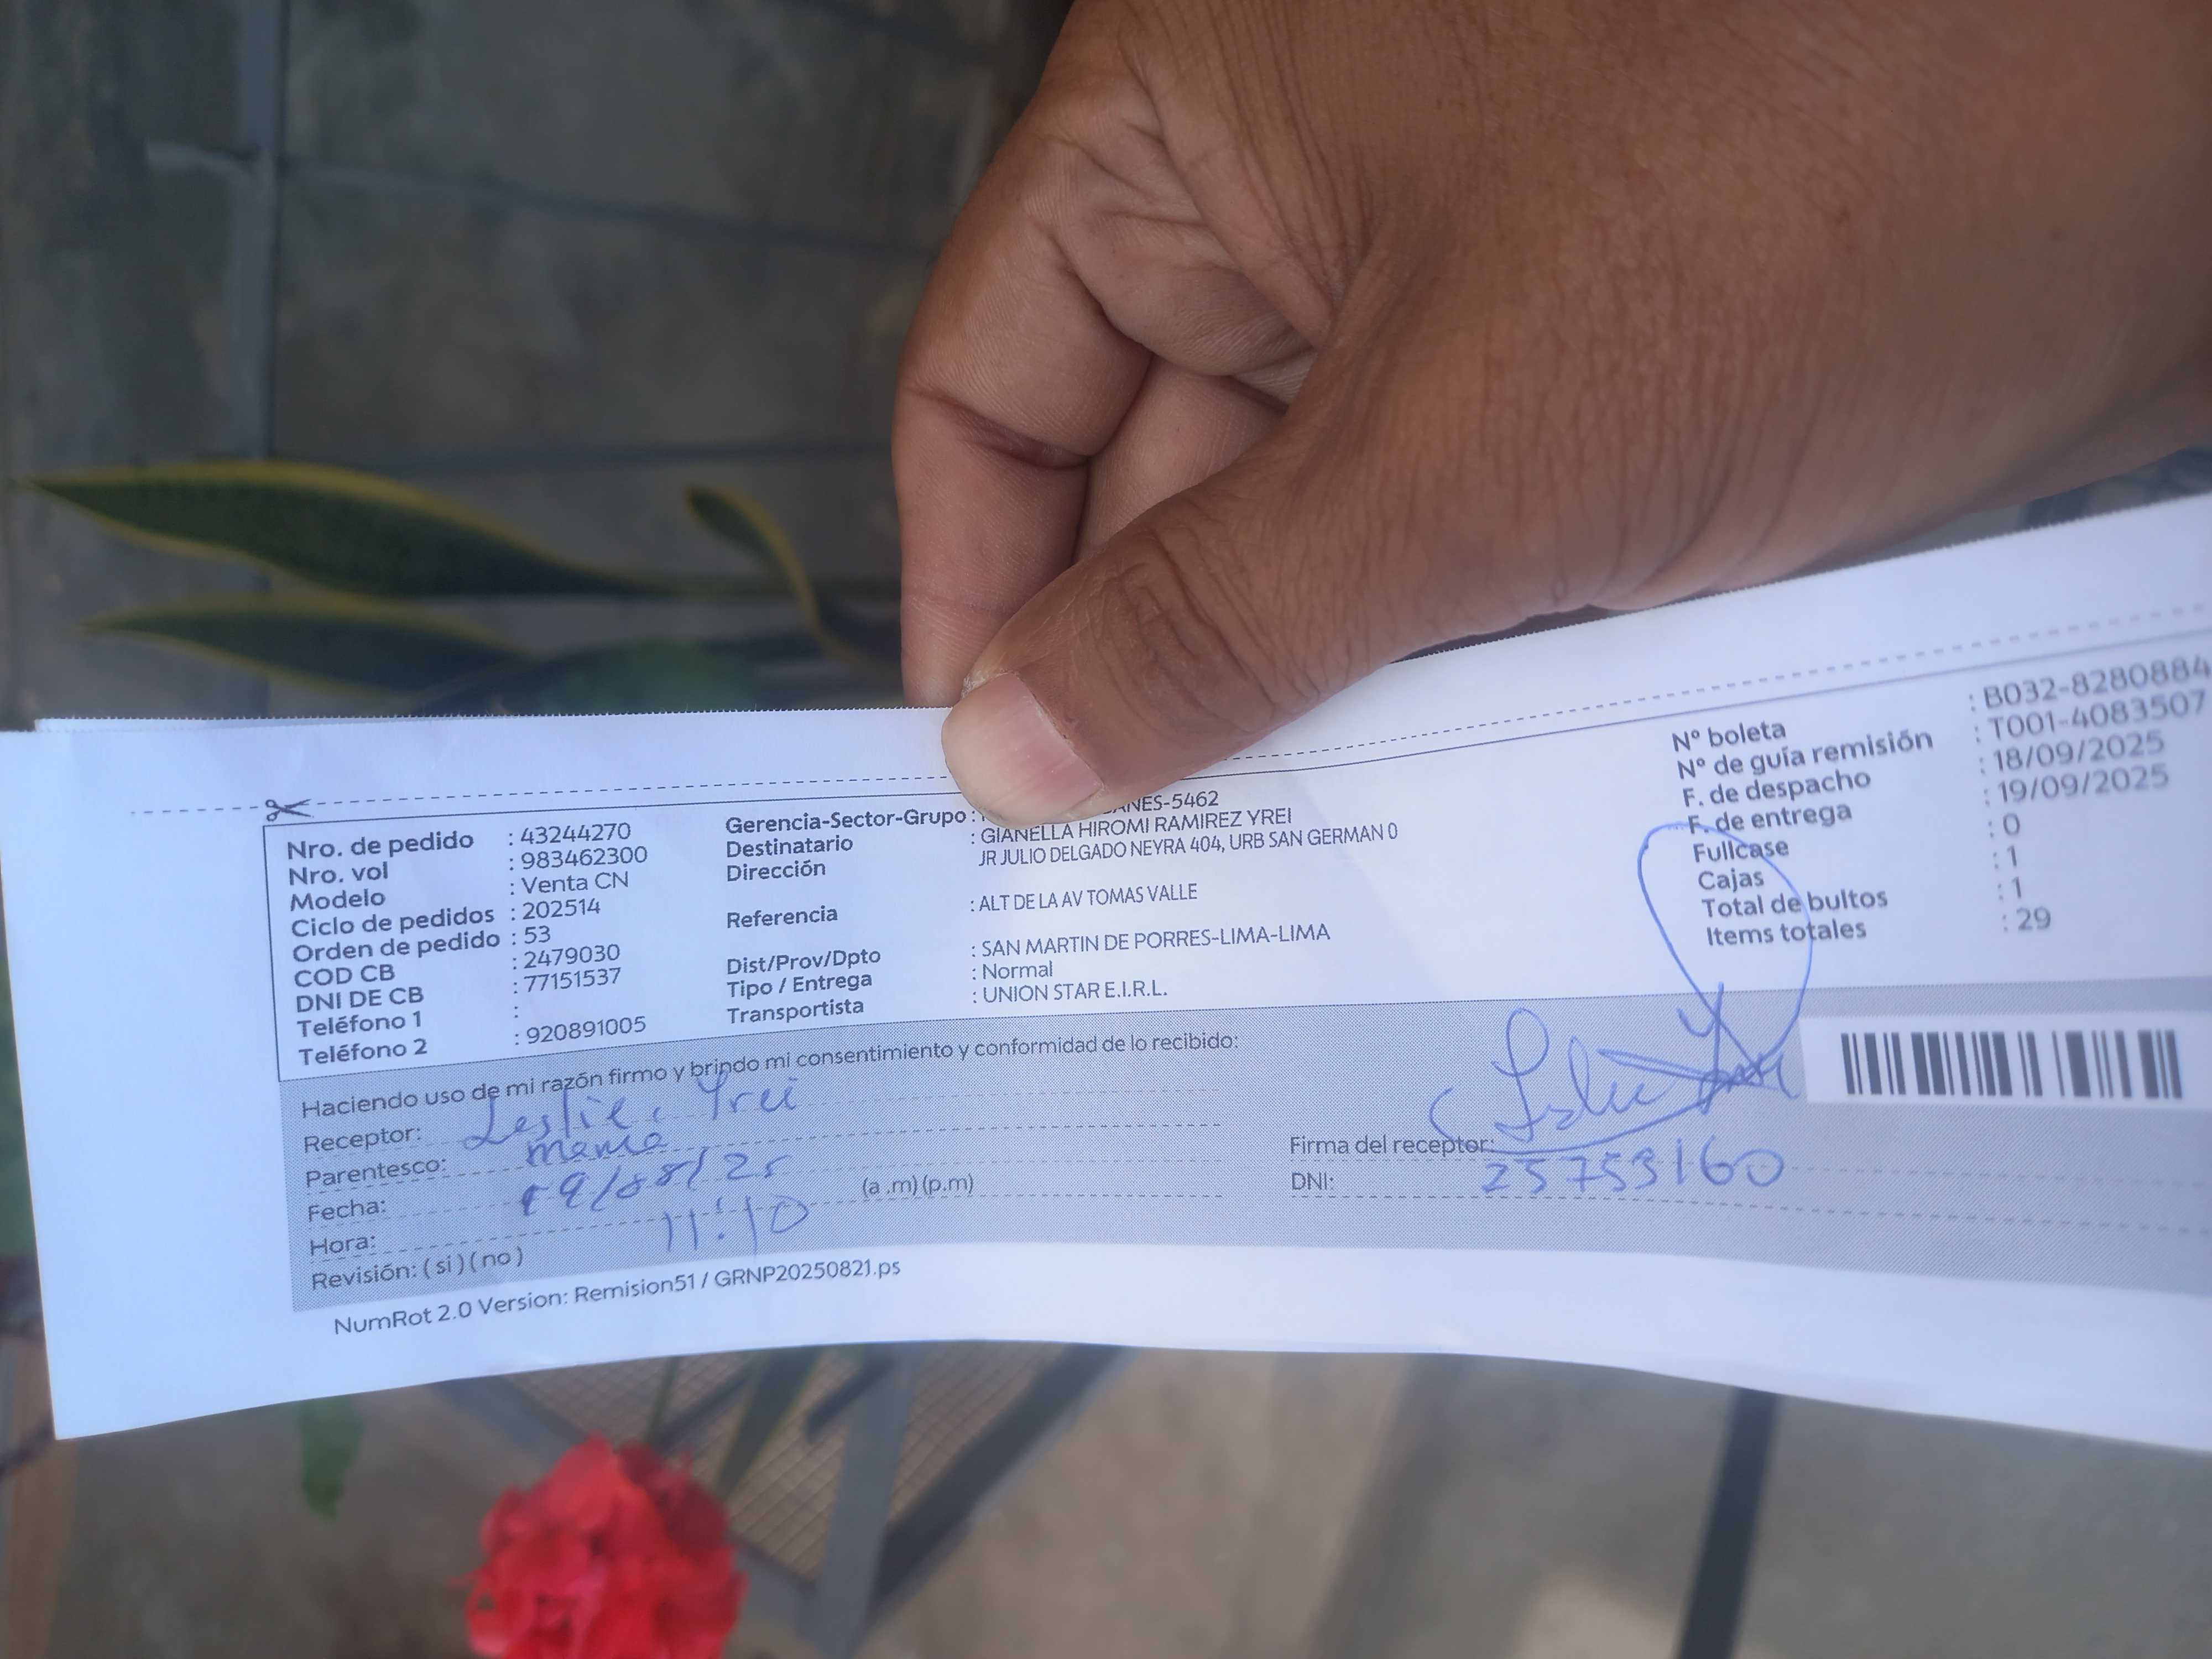 Nro. de pedido : 43244270
Nro. vol : 983462300
Modelo : Venta CN
Ciclo de pedidos : 202514
Orden de pedido : 53
COD CB : 2479030
DNI DE CB : 77151537
Teléfono 1 :
Teléfono 2 : 920891005
Gerencia-Sector-Grupo : ANES-5462
Destinatario : GIANELLA HIROMI RAMIREZ YREI
Dirección JR JULIO DELGADO NEYRA 404, URB SAN GERMAN 0
Referencia : ALT DE LA AV TOMAS VALLE
Dist/Prov/Dpto : SAN MARTIN DE PORRES-LIMA-LIMA
Tipo / Entrega : Normal
Transportista : UNION STAR E.I.R.L.
Nº boleta : B032-8280884
Nº de guía remisión : T001-4083507
F. de despacho : 18/09/2025
F. de entrega : 19/09/2025
Fullcase : 0
Cajas : 1
Total de bultos : 1
Items totales : 29
Haciendo uso de mi razón firmo y brindo mi consentimiento y conformidad de lo recibido:
Receptor: Leslie Yrei
Parentesco: mama
Fecha:
Hora: 11:10 (a .m) (p.m)
Revisión: ( si ) ( no )
Firma del receptor:
DNI: 25753160
NumRot 2.0 Version: Remision51 / GRNP20250821.ps